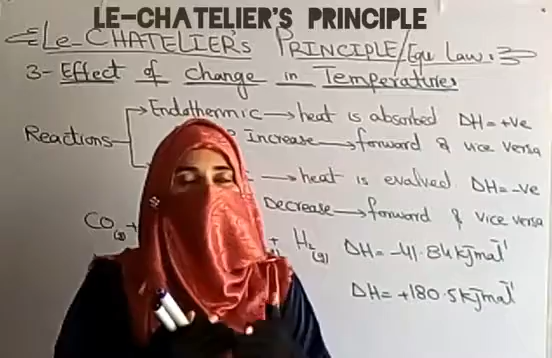 LE-CHATELIER'S PRINCIPLE
Le-CHATELIER's PRINCIPLE/Equ Law:
3- Effect of change in Temperature
Endothermic → heat is absorbed ΔH=+ve
Reactions
Increase → forward & vice versa
→ heat is evalved ΔH=-ve
Decrease → forward & vice versa
CO(g)+ + H₂(g) ΔH= -41.84 kJmol⁻¹
ΔH= +180.5 kJmol⁻¹